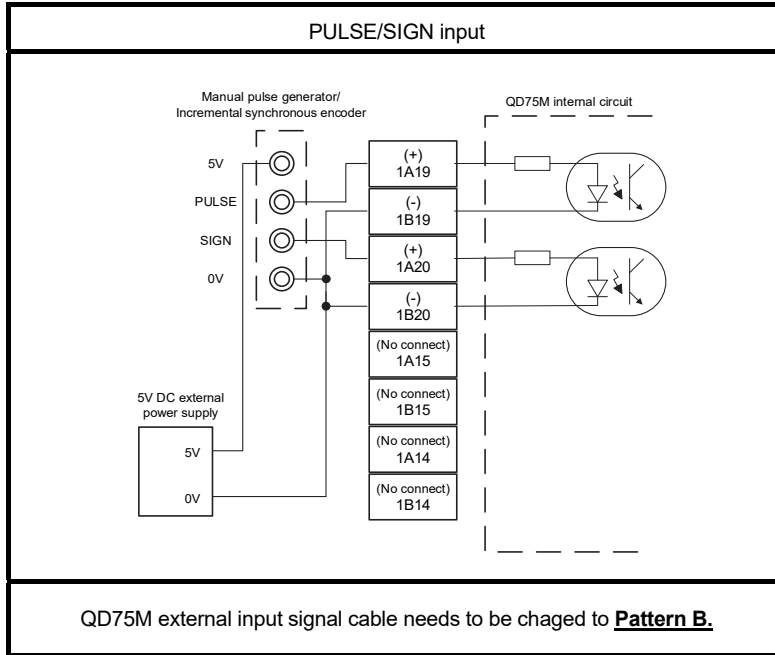 PULSE/SIGN input
Manual pulse generator/
Incremental synchronous encoder
QD75M internal circuit
5V
PULSE
SIGN
0V
(+)
1A19
(-)
1B19
(+)
1A20
(-)
1B20
(No connect)
1A15
(No connect)
1B15
(No connect)
1A14
(No connect)
1B14
5V DC external
power supply
5V
0V
QD75M external input signal cable needs to be chaged to Pattern B.